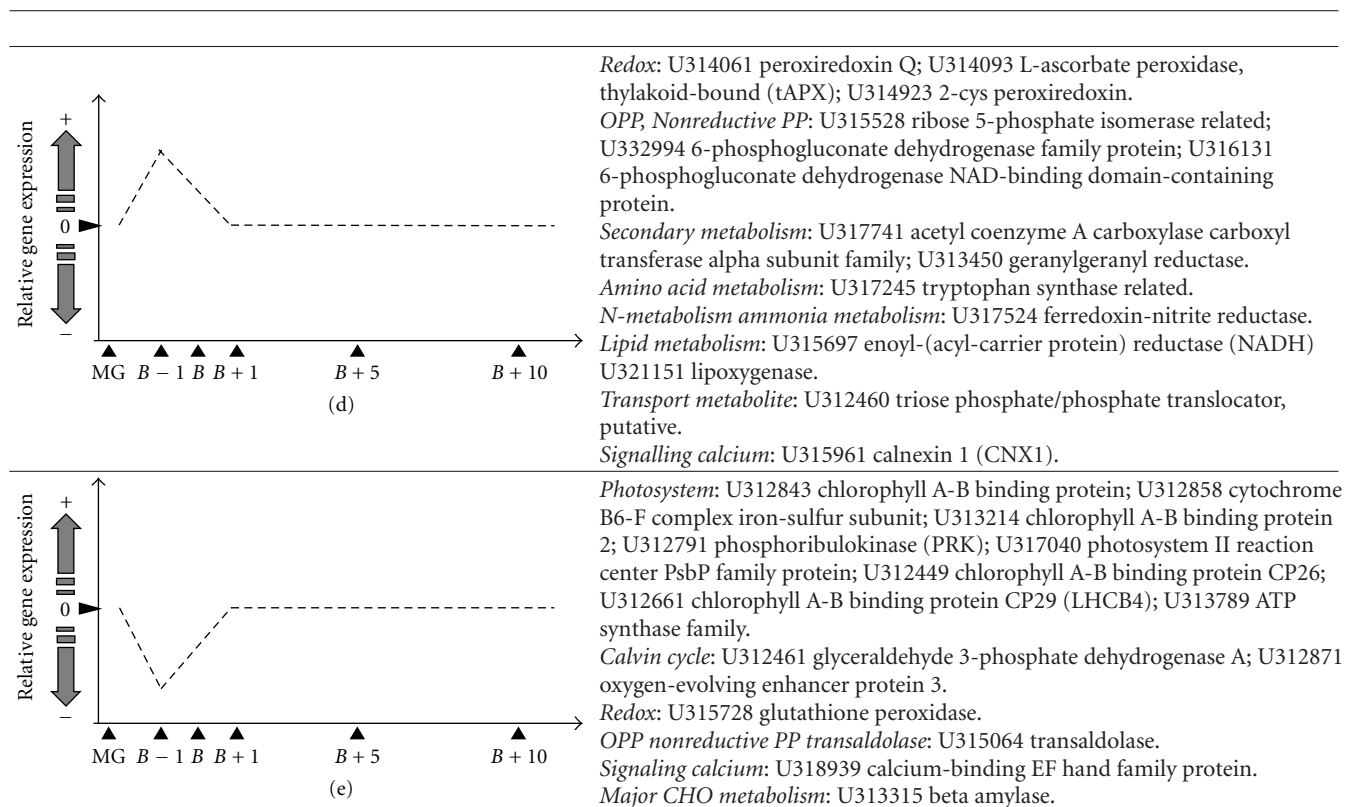 Relative gene expression
+
0
−
MG B − 1 B B + 1 B + 5 B + 10
(d)
Redox: U314061 peroxiredoxin Q; U314093 L-ascorbate peroxidase,
thylakoid-bound (tAPX); U314923 2-cys peroxiredoxin.
OPP, Nonreductive PP: U315528 ribose 5-phosphate isomerase related;
U332994 6-phosphogluconate dehydrogenase family protein; U316131
6-phosphogluconate dehydrogenase NAD-binding domain-containing
protein.
Secondary metabolism: U317741 acetyl coenzyme A carboxylase carboxyl
transferase alpha subunit family; U313450 geranylgeranyl reductase.
Amino acid metabolism: U317245 tryptophan synthase related.
N-metabolism ammonia metabolism: U317524 ferredoxin-nitrite reductase.
Lipid metabolism: U315697 enoyl-(acyl-carrier protein) reductase (NADH)
U321151 lipoxygenase.
Transport metabolite: U312460 triose phosphate/phosphate translocator,
putative.
Signalling calcium: U315961 calnexin 1 (CNX1).
Relative gene expression
+
0
−
MG B − 1 B B + 1 B + 5 B + 10
(e)
Photosystem: U312843 chlorophyll A-B binding protein; U312858 cytochrome
B6-F complex iron-sulfur subunit; U313214 chlorophyll A-B binding protein
2; U312791 phosphoribulokinase (PRK); U317040 photosystem II reaction
center PsbP family protein; U312449 chlorophyll A-B binding protein CP26;
U312661 chlorophyll A-B binding protein CP29 (LHCB4); U313789 ATP
synthase family.
Calvin cycle: U312461 glyceraldehyde 3-phosphate dehydrogenase A; U312871
oxygen-evolving enhancer protein 3.
Redox: U315728 glutathione peroxidase.
OPP nonreductive PP transaldolase: U315064 transaldolase.
Signaling calcium: U318939 calcium-binding EF hand family protein.
Major CHO metabolism: U313315 beta amylase.